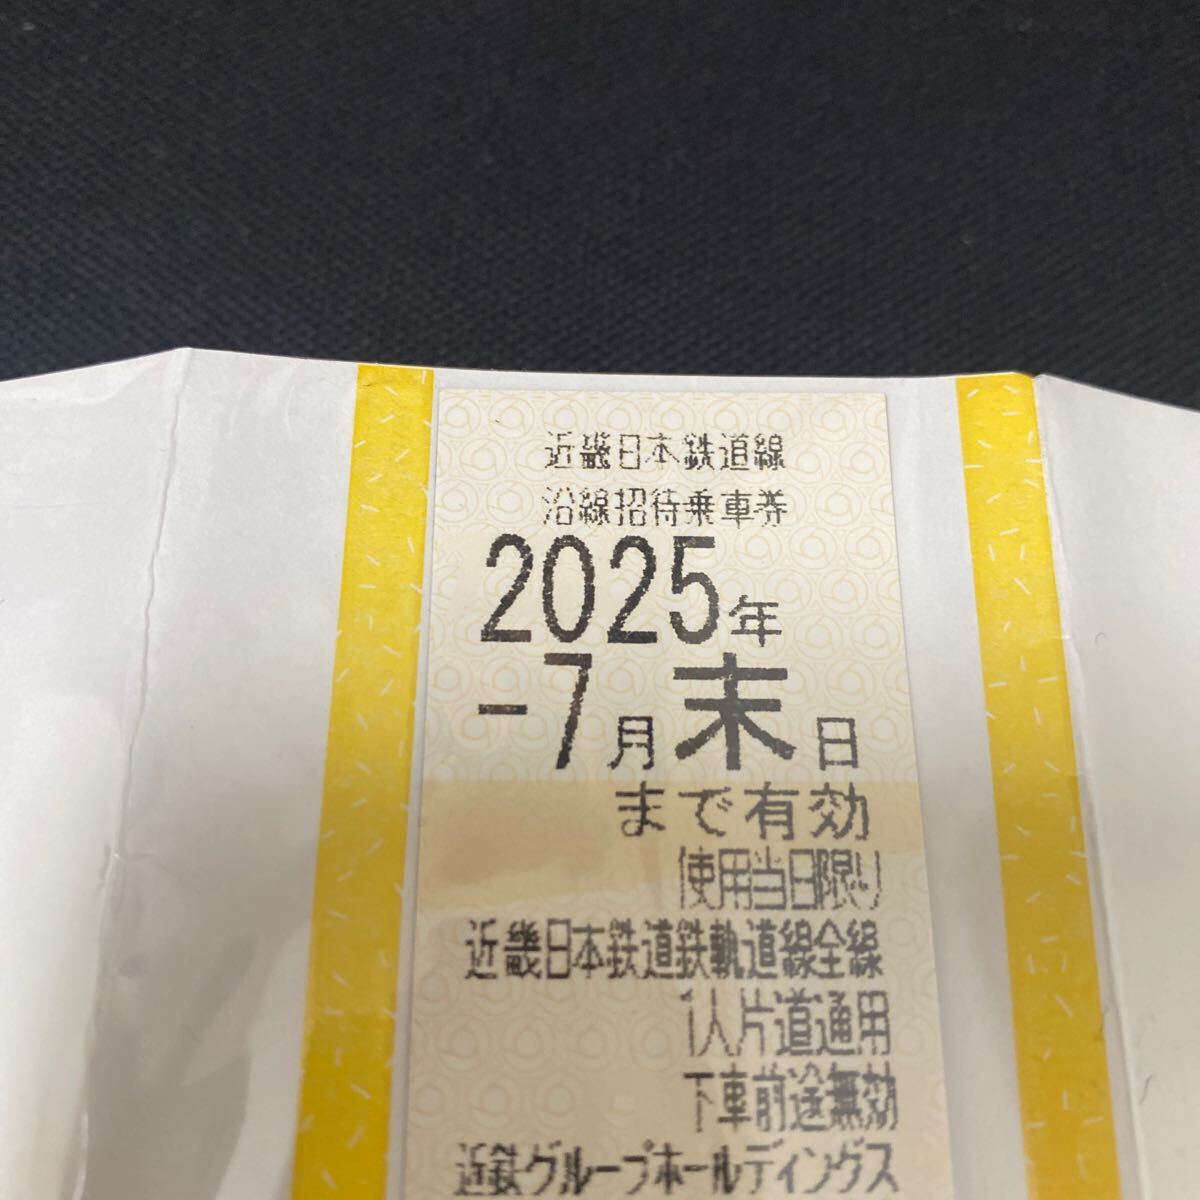 近畿日本鉄道線
沿線招待乗車券
2025年
-7月末日
まで有効
使用当日限り
近畿日本鉄道鉄軌道線全線
1人片道通用
下車前途無効
近鉄グループホールディングス